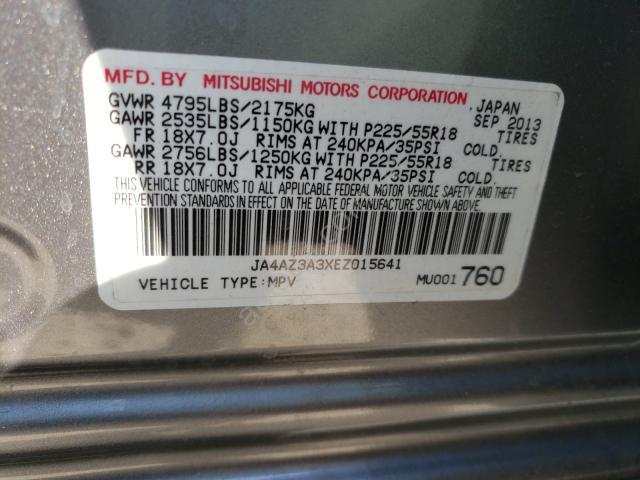 MFD. BY MITSUBISHI MOTORS CORPORATION, JAPAN
GVWR 4795LBS/2175KG SEP 2013
GAWR 2535LBS/1150KG WITH P225/55R18 TIRES
FR 18X7.0J RIMS AT 240KPA/35PSI COLD.
GAWR 2756LBS/1250KG WITH P225/55R18 TIRES
RR 18X7.0J RIMS AT 240KPA/35PSI COLD.
THIS VEHICLE CONFORMS TO ALL APPLICABLE FEDERAL MOTOR VEHICLE SAFETY AND THEFT
PREVENTION STANDARDS IN EFFECT ON THE DATE OF MANUFACTURE SHOWN ABOVE.
JA4AZ3A3XEZ015641
VEHICLE TYPE:MPV MU001760